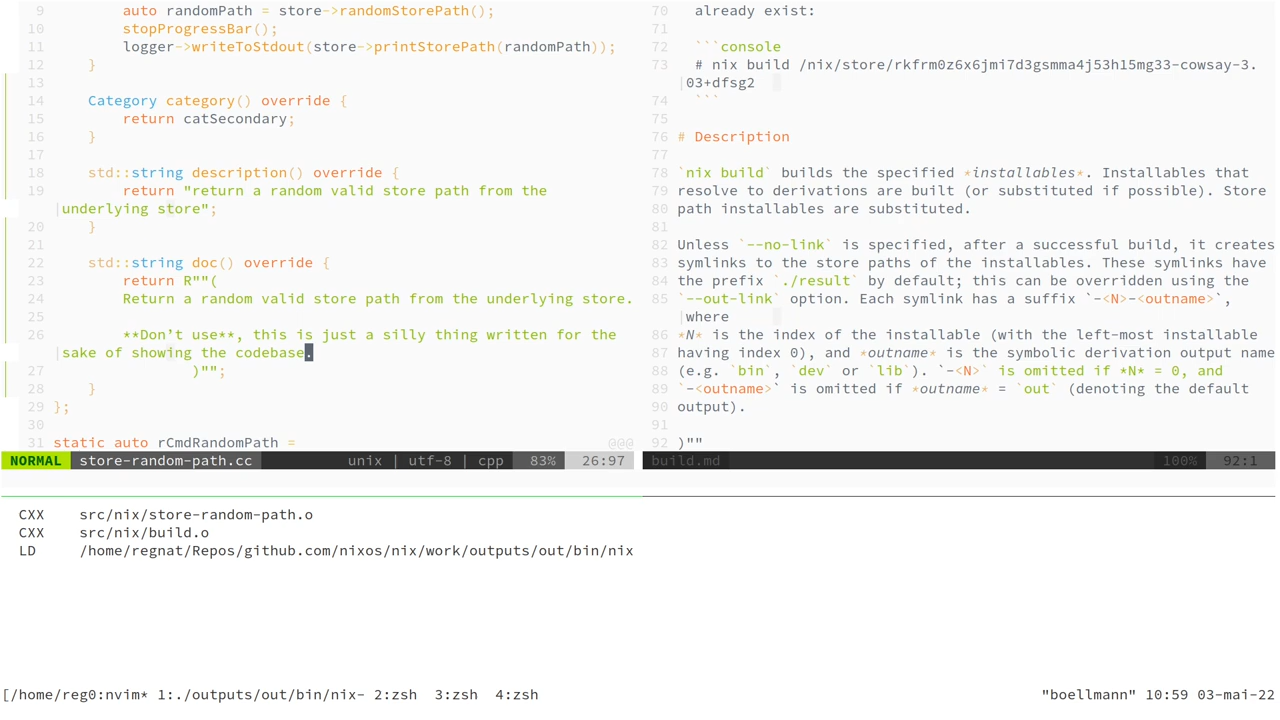 9 auto randomPath = store->randomStorePath();
10 stopProgressBar();
11 logger->writeToStdout(store->printStorePath(randomPath));
12 }
13
14 Category category() override {
15 return catSecondary;
16 }
17
18 std::string description() override {
19 return "return a random valid store path from the
|underlying store";
20 }
21
22 std::string doc() override {
23 return R""(
24 Return a random valid store path from the underlying store.
25
26 **Don’t use**, this is just a silly thing written for the
|sake of showing the codebase.
27 )"";
28 }
29 };
30
31 static auto rCmdRandomPath = @@@
NORMAL store-random-path.cc unix | utf-8 | cpp 83% 26:97
70 already exist:
71
72 ```console
73 # nix build /nix/store/rkfrm0z6x6jmi7d3gsmma4j53h15mg33-cowsay-3.
|03+dfsg2
74 ```
75
76 # Description
77
78 `nix build` builds the specified *installables*. Installables that
79 resolve to derivations are built (or substituted if possible). Store
80 path installables are substituted.
81
82 Unless `--no-link` is specified, after a successful build, it creates
83 symlinks to the store paths of the installables. These symlinks have
84 the prefix `./result` by default; this can be overridden using the
85 `--out-link` option. Each symlink has a suffix `-<N>-<outname>`,
|where
86 *N* is the index of the installable (with the left-most installable
87 having index 0), and *outname* is the symbolic derivation output name
88 (e.g. `bin`, `dev` or `lib`). `-<N>` is omitted if *N* = 0, and
89 `-<outname>` is omitted if *outname* = `out` (denoting the default
90 output).
91
92 )""
build.md 100% 92:1
CXX src/nix/store-random-path.o
CXX src/nix/build.o
LD /home/regnat/Repos/github.com/nixos/nix/work/outputs/out/bin/nix
[/home/reg0:nvim* 1:./outputs/out/bin/nix- 2:zsh 3:zsh 4:zsh "boellmann" 10:59 03-mai-22